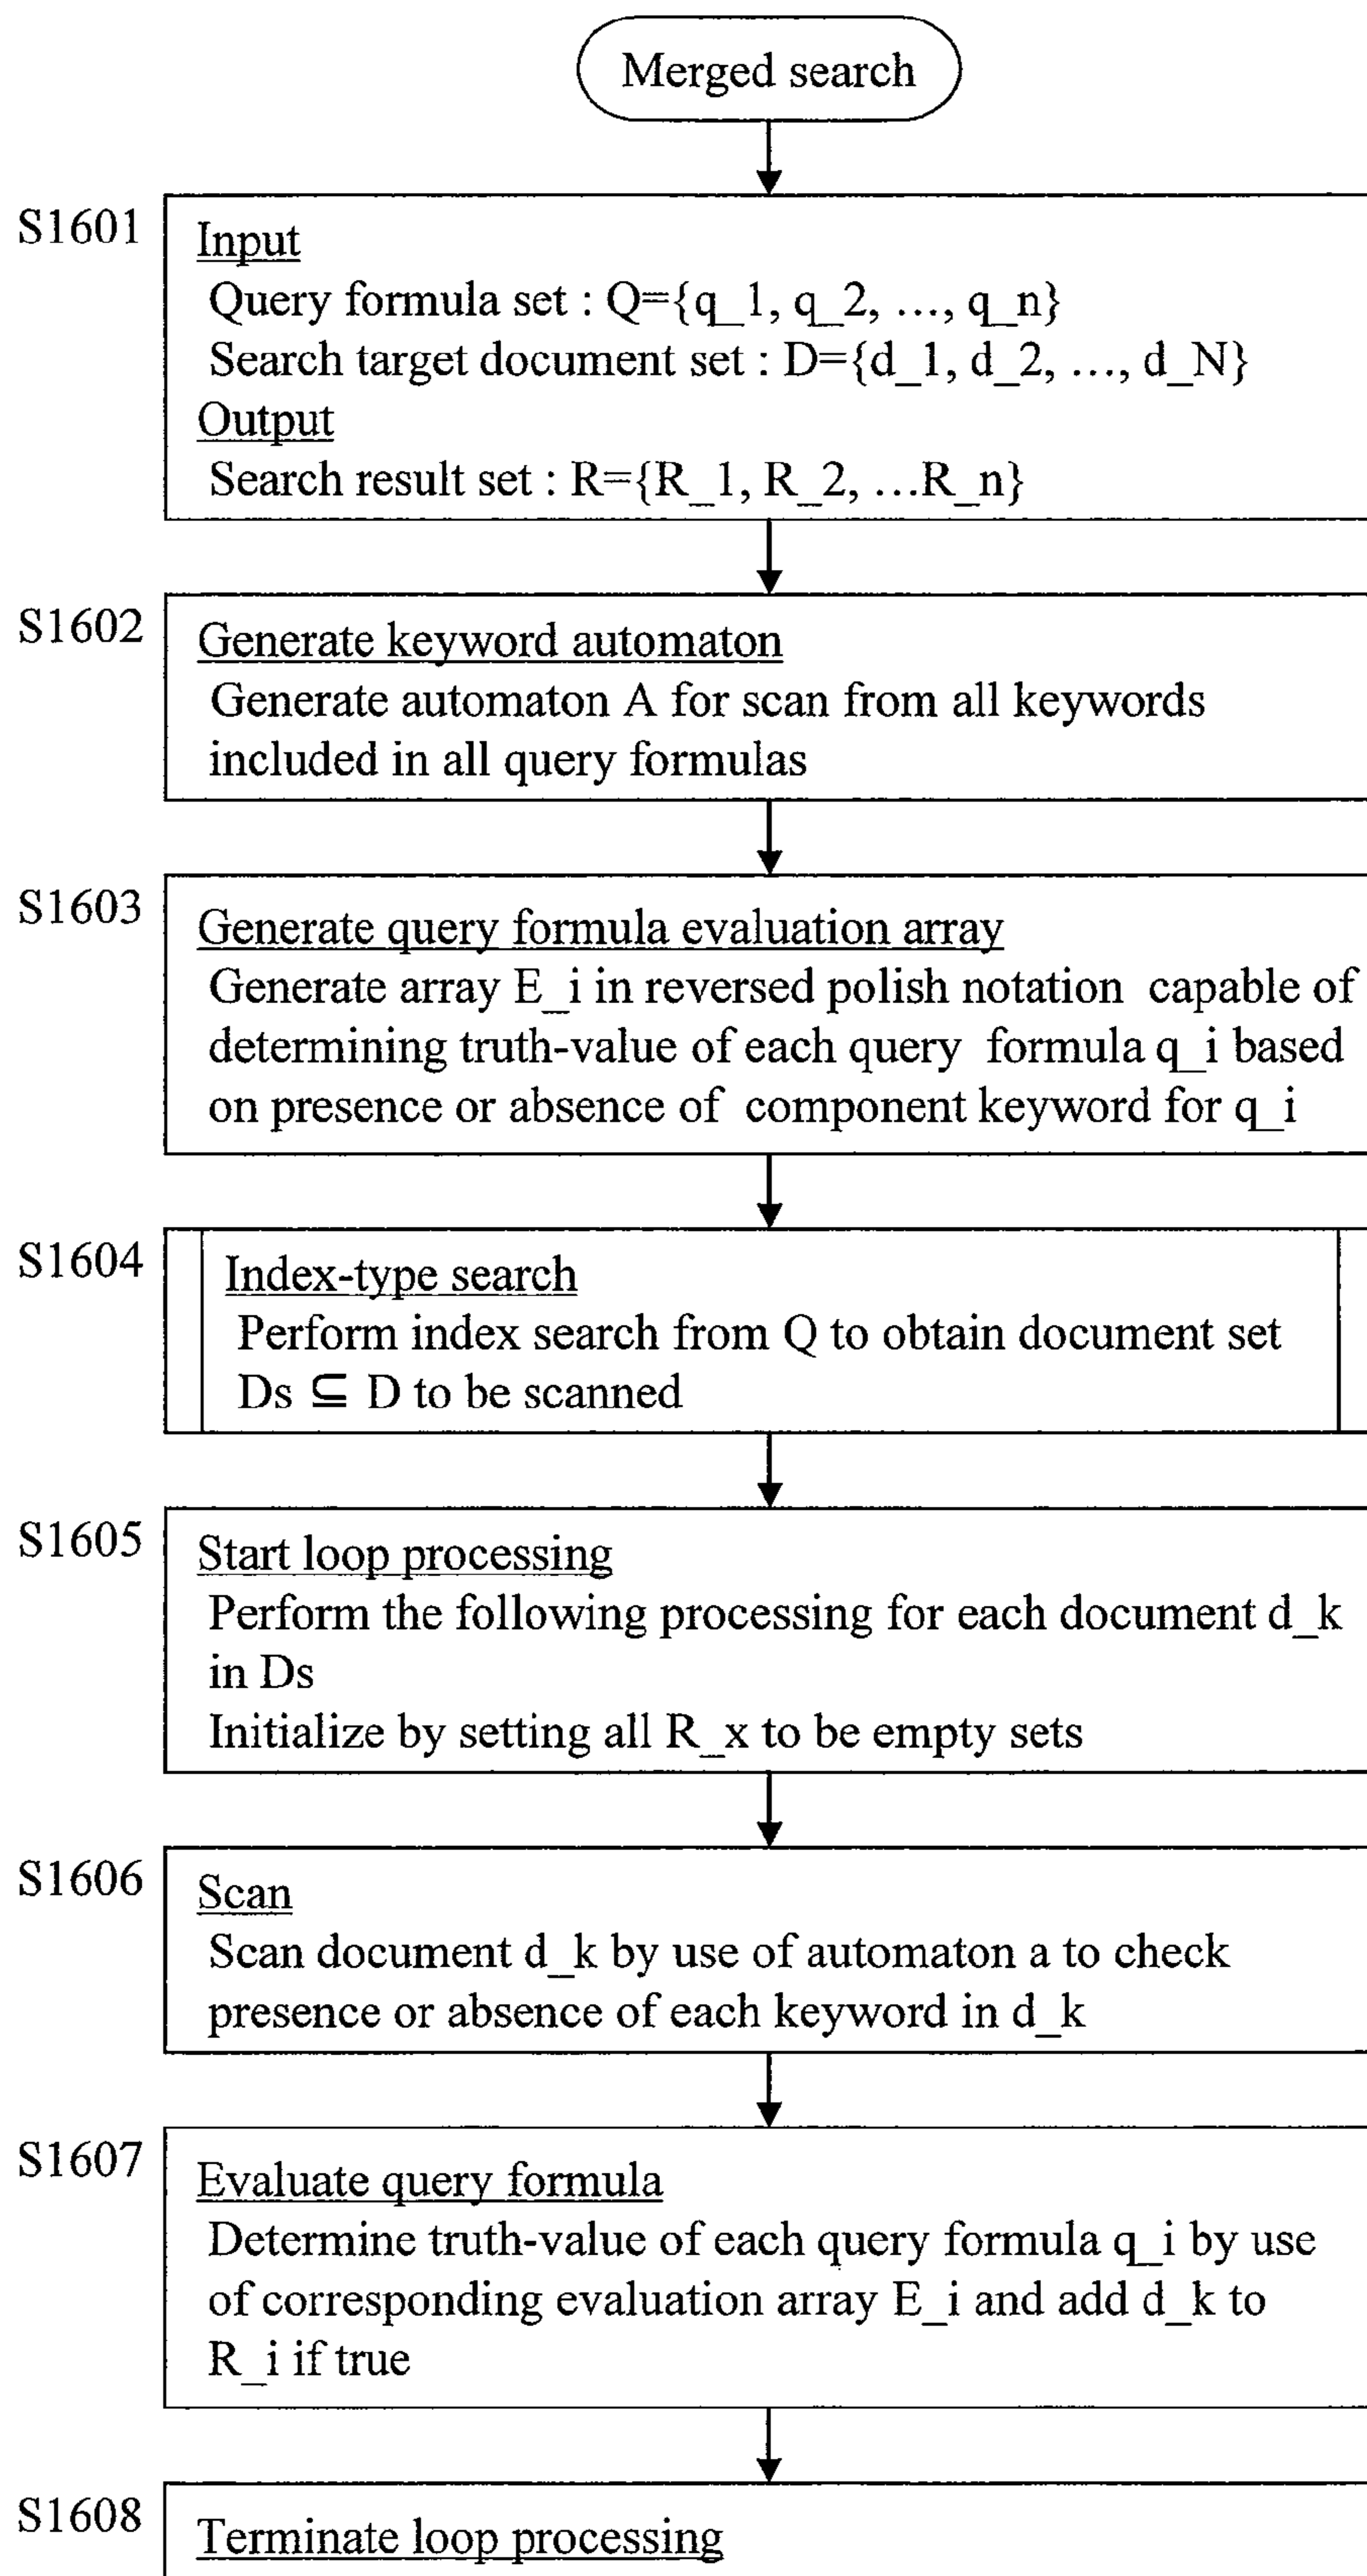 Merged search
S1601
Input
Query formula set : Q={q_1, q_2, ..., q_n}
Search target document set : D={d_1, d_2, ..., d_N}
Output
Search result set : R={R_1, R_2, ...R_n}
S1602
Generate keyword automaton
Generate automaton A for scan from all keywords
included in all query formulas
S1603
Generate query formula evaluation array
Generate array E_i in reversed polish notation capable of
determining truth-value of each query formula q_i based
on presence or absence of component keyword for q_i
S1604
Index-type search
Perform index search from Q to obtain document set
Ds ⊆ D to be scanned
S1605
Start loop processing
Perform the following processing for each document d_k
in Ds
Initialize by setting all R_x to be empty sets
S1606
Scan
Scan document d_k by use of automaton a to check
presence or absence of each keyword in d_k
S1607
Evaluate query formula
Determine truth-value of each query formula q_i by use
of corresponding evaluation array E_i and add d_k to
R_i if true
S1608
Terminate loop processing